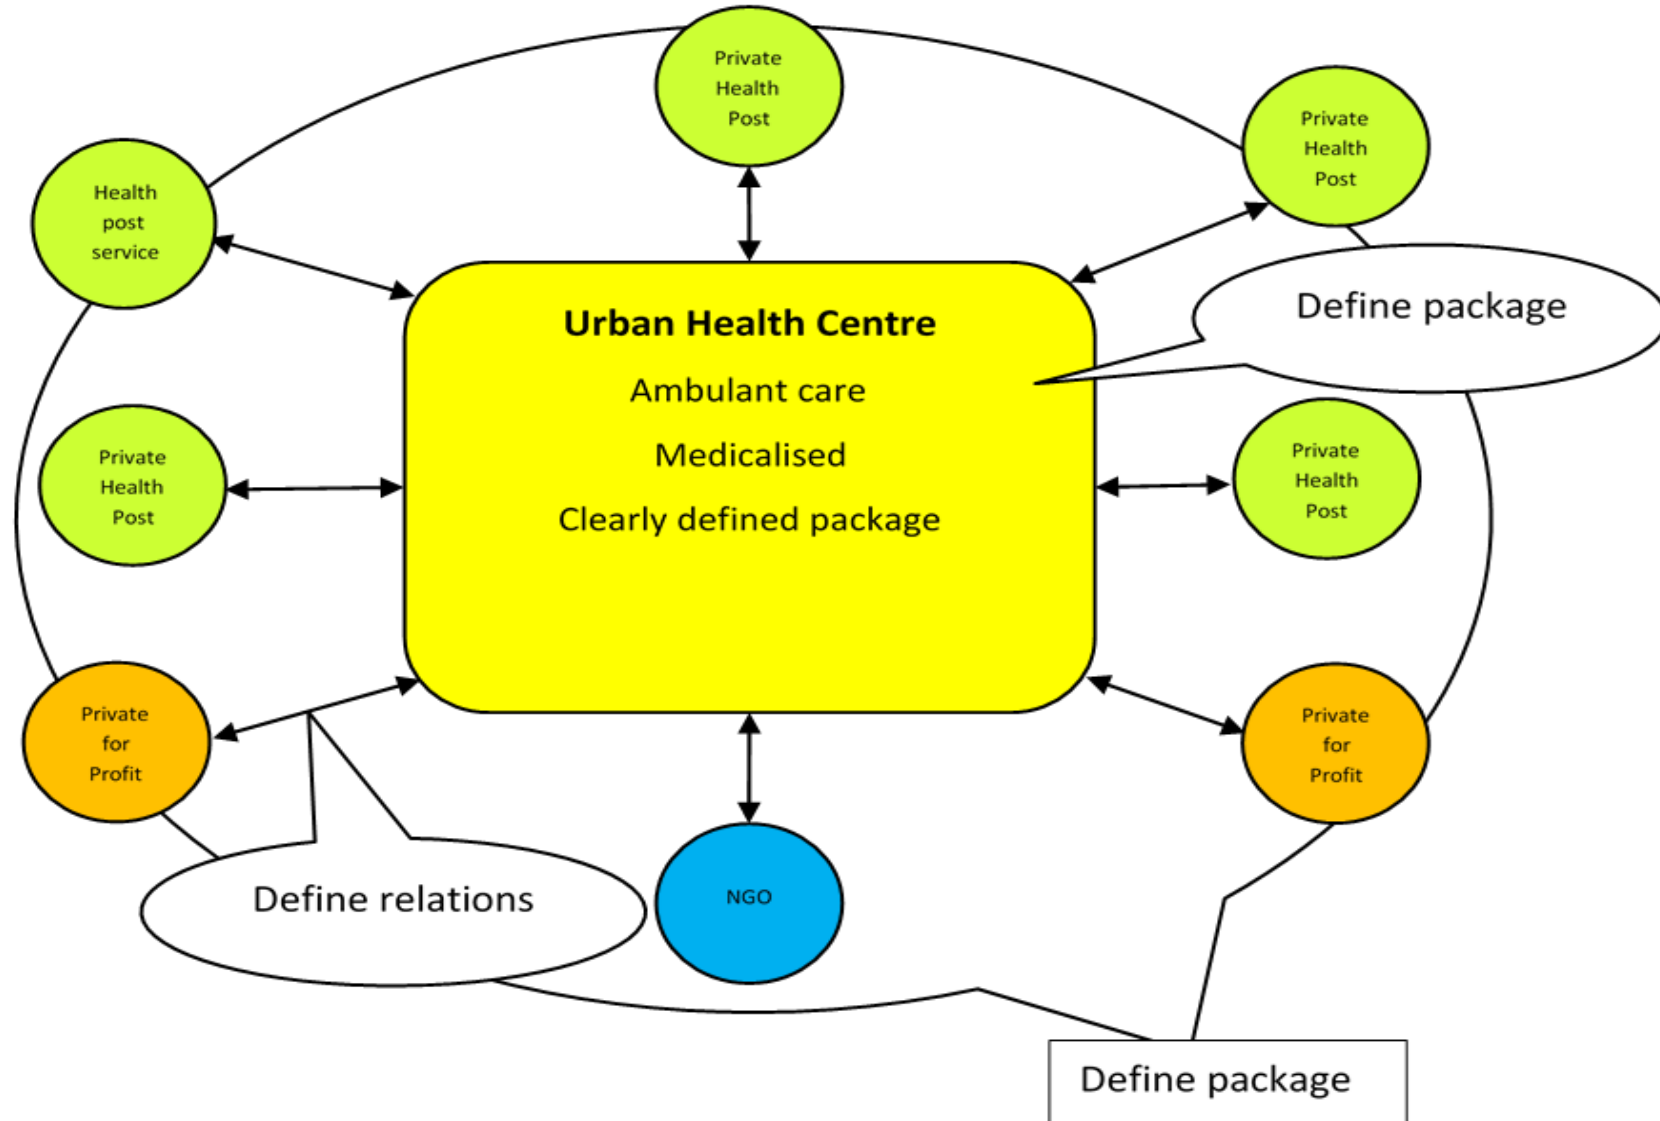 Private
Health
Post
Private
Health
Post
Health
post
service
Define package
Urban Health Centre
Ambulant care
Medicalised
Clearly defined package
Private
Health
Post
Private
Health
Post
Private
for
Profit
Private
for
Profit
Define relations
NGO
Define package